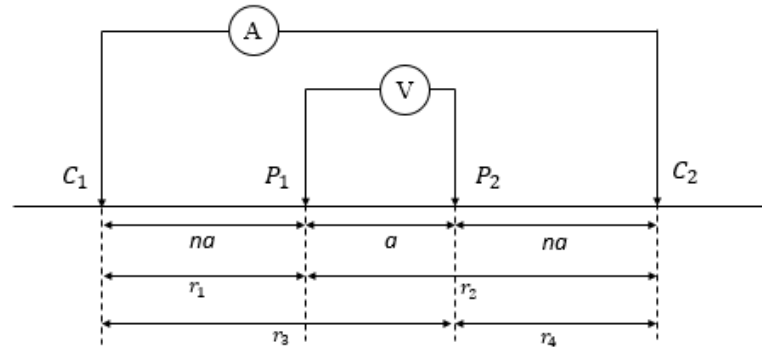 A
V
C₁ P₁ P₂ C₂
na a na
r₁ r₂
r₃ r₄